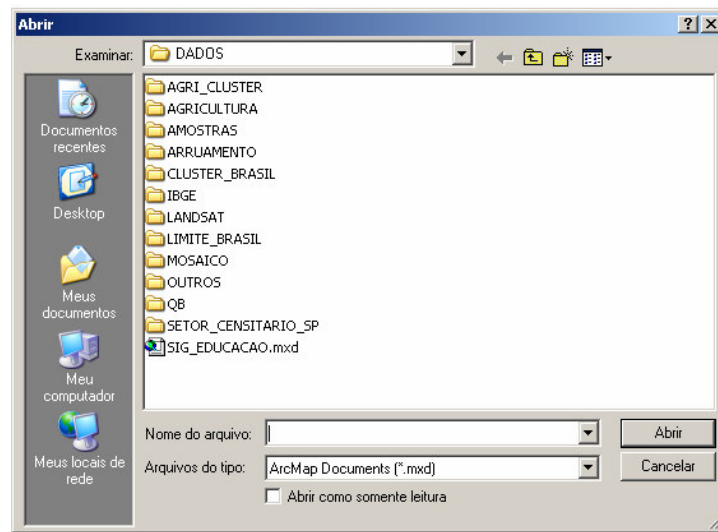 Abrir
Examinar: DADOS
Documentos
recentes
Desktop
Meus
documentos
Meu
computador
Meus locais de
rede
AGRI_CLUSTER
AGRICULTURA
AMOSTRAS
ARRUAMENTO
CLUSTER_BRASIL
IBGE
LANDSAT
LIMITE_BRASIL
MOSAICO
OUTROS
QB
SETOR_CENSITARIO_SP
SIG_EDUCACAO.mxd
Nome do arquivo: Abrir
Arquivos do tipo: ArcMap Documents (*.mxd) Cancelar
Abrir como somente leitura